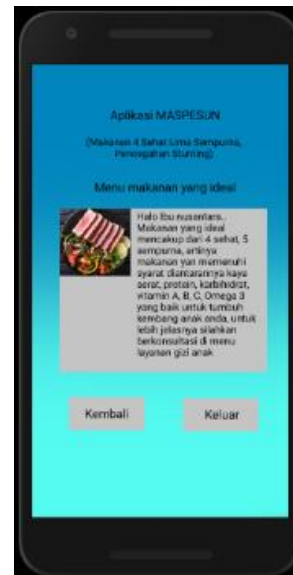 Aplikasi MASPESUN
(Makanan 4 Sehat Lima Sempurna,
Pencegahan Stunting)
Menu makanan yang ideal
Halo Ibu nusantara..
Makanan yang ideal
mencakup dari 4 sehat, 5
sempurna, artinya
makanan yan memenuhi
syarat diantarannya kaya
serat, protein, karbihidrat,
vitamin A, B, C, Omega 3
yang baik untuk tumbuh
kembang anak anda, untuk
lebih jelasnya silahkan
berkonsultasi di menu
layanan gizi anak
Kembali
Keluar